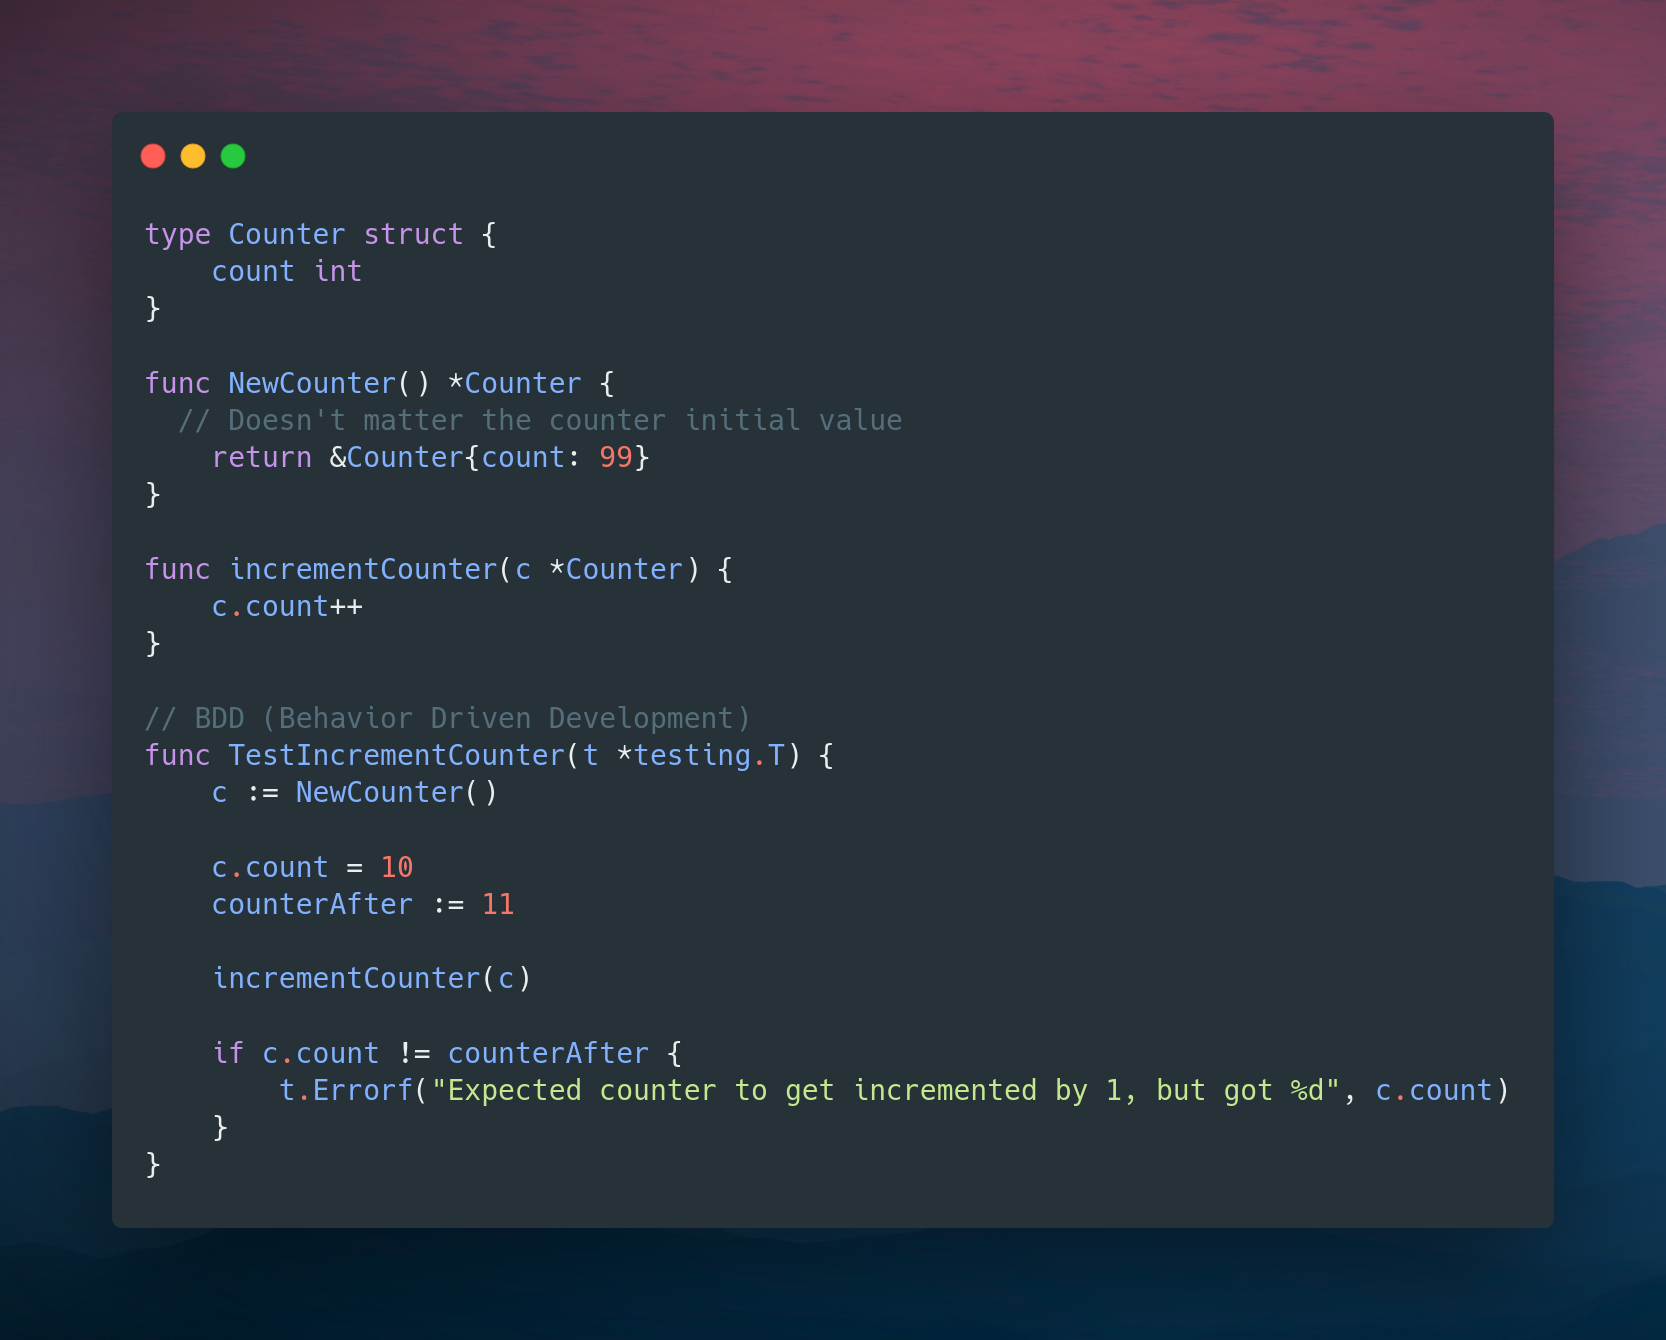 type Counter struct {
    count int
}

func NewCounter() *Counter {
  // Doesn't matter the counter initial value
    return &Counter{count: 99}
}

func incrementCounter(c *Counter) {
    c.count++
}

// BDD (Behavior Driven Development)
func TestIncrementCounter(t *testing.T) {
    c := NewCounter()

    c.count = 10
    counterAfter := 11

    incrementCounter(c)

    if c.count != counterAfter {
        t.Errorf("Expected counter to get incremented by 1, but got %d", c.count)
    }
}